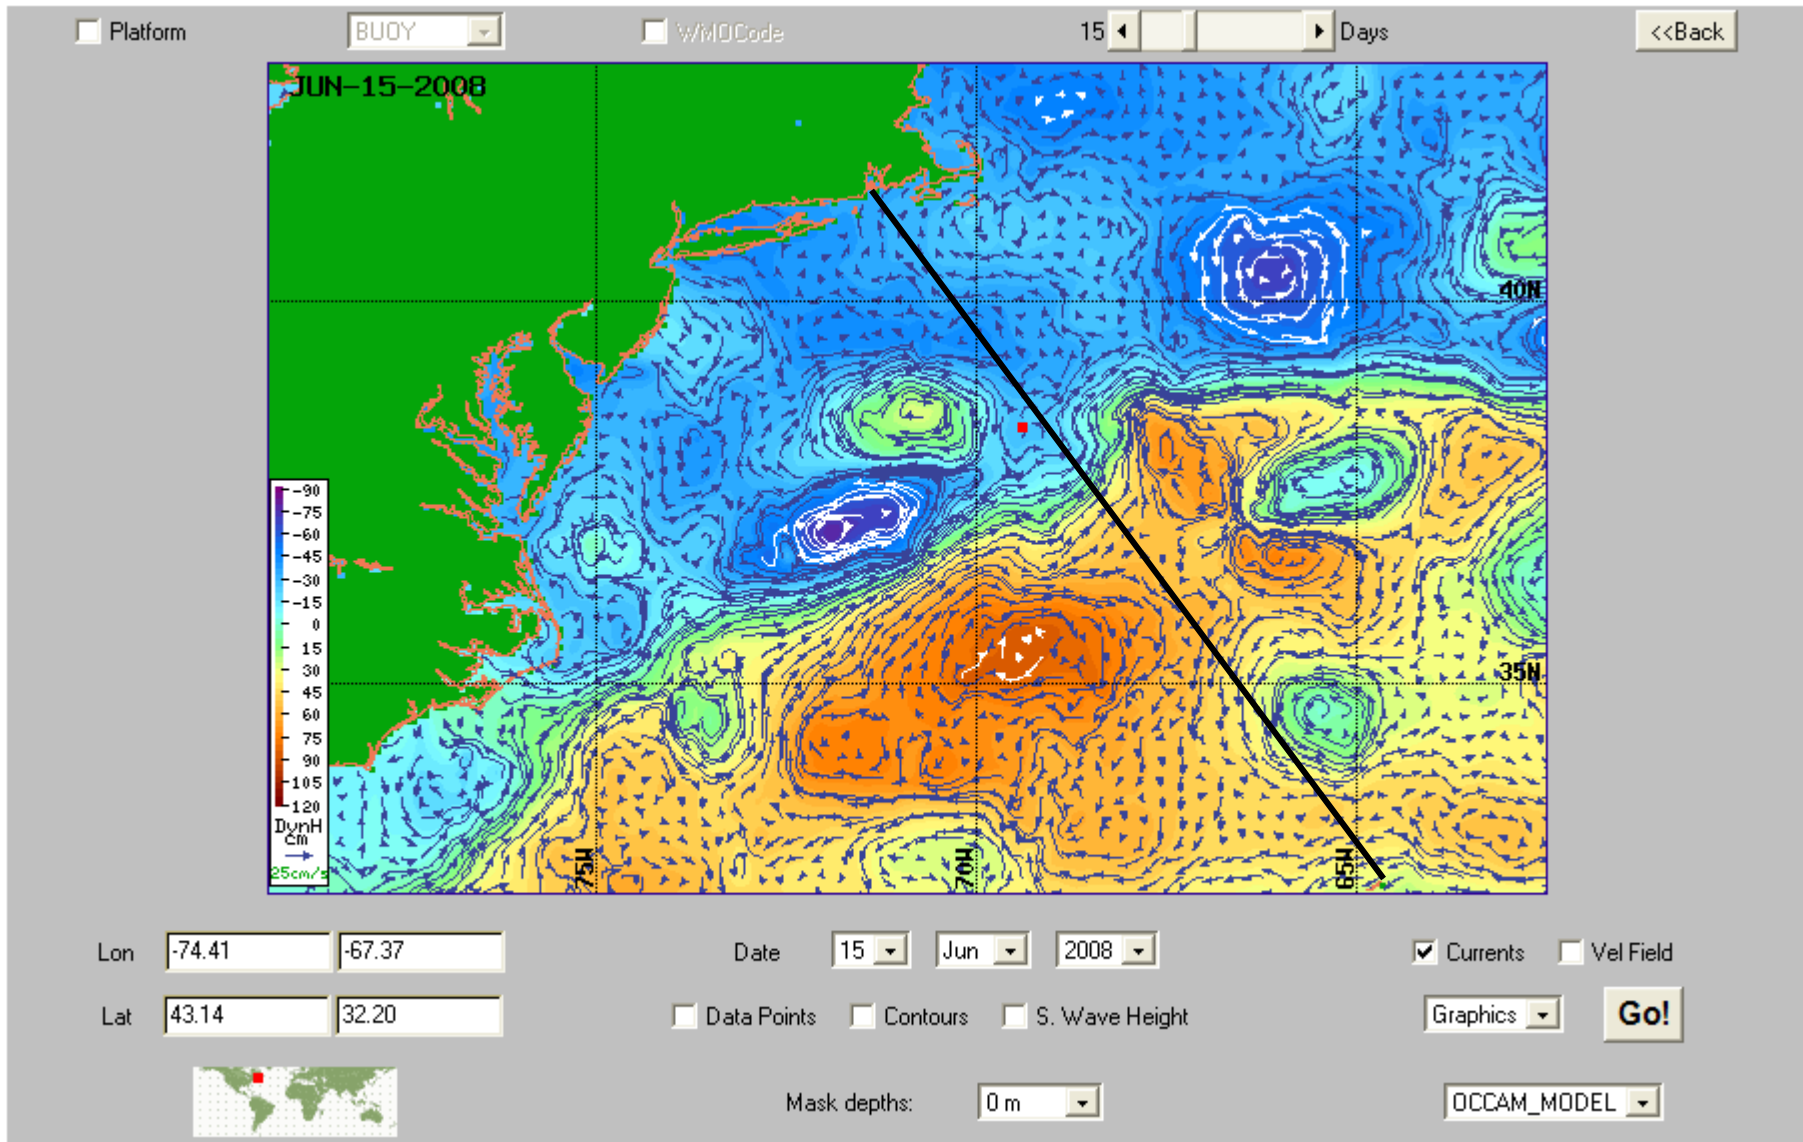 Platform BUOY WMOCode 15 Days <<Back
JUN-15-2008
40N
35N
-90
-75
-60
-45
-30
-15
0
15
30
45
60
75
90
105
120
DynH
cm
25cm/s
75W 70W 65W
Lon -74.41 -67.37 Date 15 Jun 2008 Currents Vel Field
Lat 43.14 32.20 Data Points Contours S. Wave Height Graphics Go!
Mask depths: 0 m OCCAM_MODEL